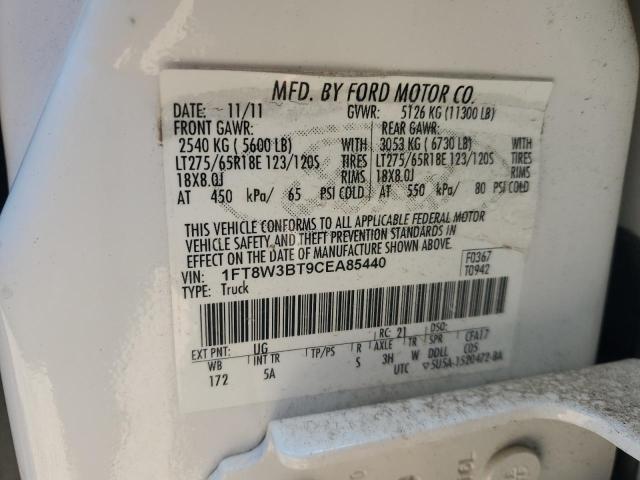 MFD. BY FORD MOTOR CO.
DATE: 11/11 GVWR: 5126 KG (11300 LB)
FRONT GAWR: REAR GAWR:
2540 KG ( 5600 LB) WITH 3053 KG ( 6730 LB) WITH
LT275/65R18E 123/120S TIRES LT275/65R18E 123/120S TIRES
18X8.0J RIMS 18X8.0J RIMS
AT 450 kPa/ 65 PSI COLD AT 550 kPa/ 80 PSI COLD
THIS VEHICLE CONFORMS TO ALL APPLICABLE FEDERAL MOTOR
VEHICLE SAFETY AND THEFT PREVENTION STANDARDS IN
EFFECT ON THE DATE OF MANUFACTURE SHOWN ABOVE.
VIN: 1FT8W3BT9CEA85440 F0367
TYPE: Truck T0942
EXT PNT: UG RC: 21 DSO:
WB INT TR TP/PS R AXLE TR SPR CFA17
172 5A S 3H W DDLL COS
UTC 5U5A-1520472-BA